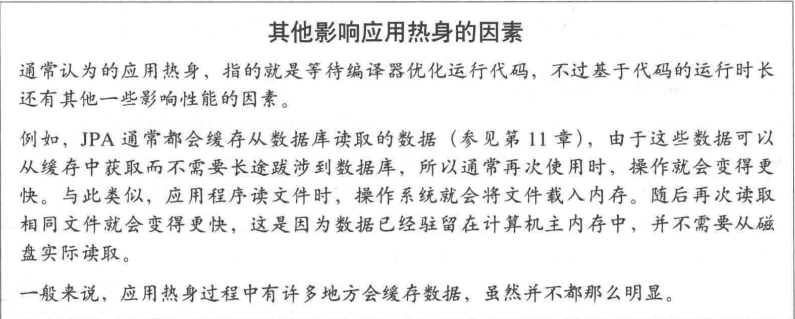 其他影响应用热身的因素
通常认为的应用热身，指的就是等待编译器优化运行代码，不过基于代码的运行时长
还有其他一些影响性能的因素。
例如，JPA 通常都会缓存从数据库读取的数据（参见第 11 章），由于这些数据可以
从缓存中获取而不需要长途跋涉到数据库，所以通常再次使用时，操作就会变得更
快。与此类似，应用程序读文件时，操作系统就会将文件载入内存。随后再次读取
相同文件就会变得更快，这是因为数据已经驻留在计算机主内存中，并不需要从磁
盘实际读取。
一般来说，应用热身过程中有许多地方会缓存数据，虽然并不都那么明显。